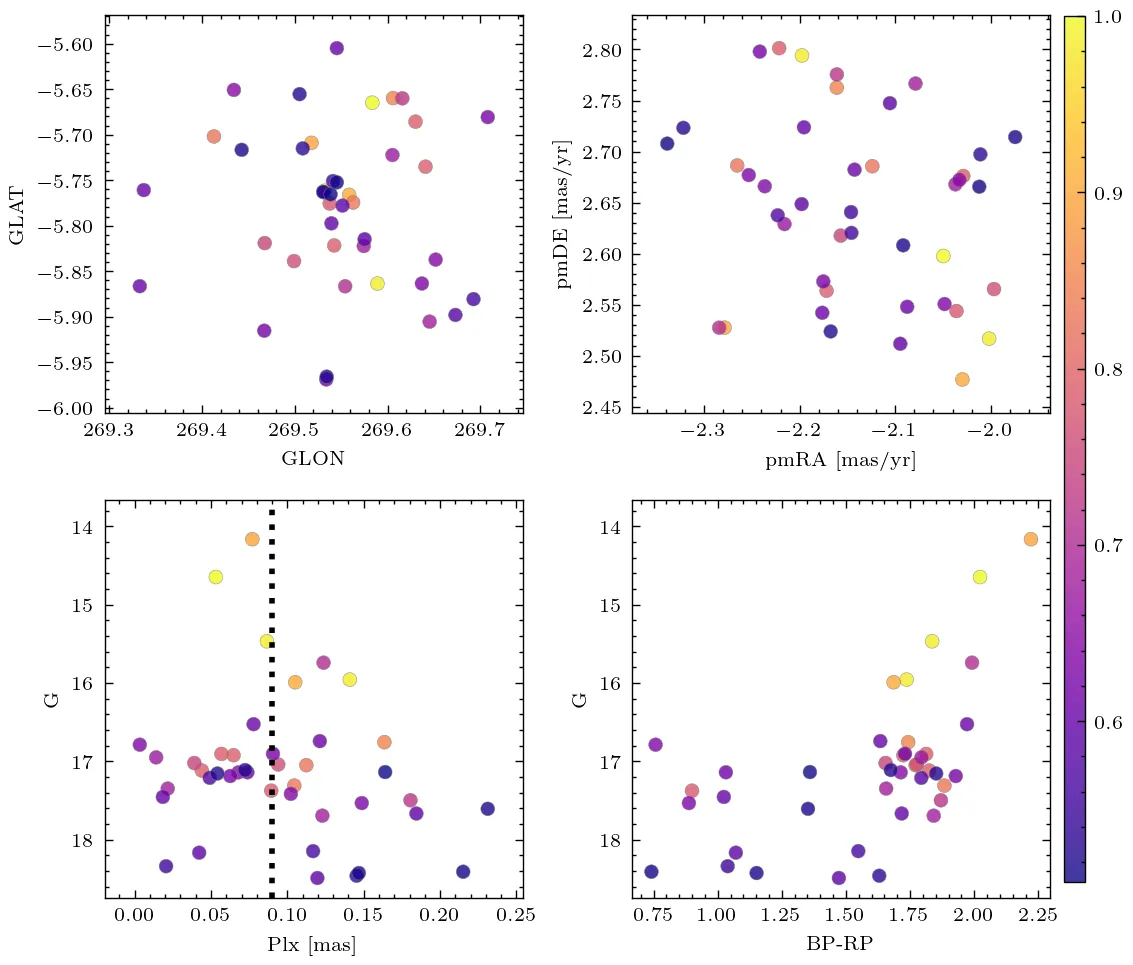 −5.60
−5.65
−5.70
−5.75
−5.80
−5.85
−5.90
−5.95
−6.00
GLAT
269.3 269.4 269.5 269.6 269.7
GLON
2.80
2.75
2.70
2.65
2.60
2.55
2.50
2.45
pmDE [mas/yr]
−2.3 −2.2 −2.1 −2.0
pmRA [mas/yr]
1.0
0.9
0.8
0.7
0.6
14
15
16
17
18
G
0.00 0.05 0.10 0.15 0.20 0.25
Plx [mas]
14
15
16
17
18
G
0.75 1.00 1.25 1.50 1.75 2.00 2.25
BP-RP